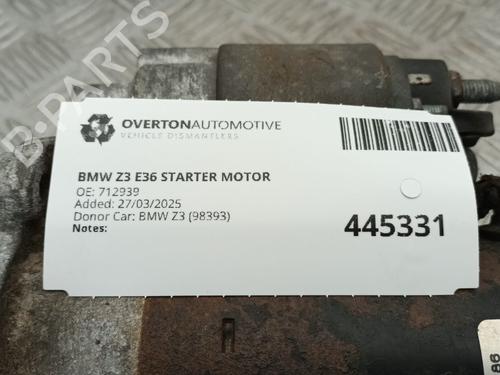 B-PARTS
OVERTONAUTOMOTIVE
VEHICLE DISMANTLERS
BMW Z3 E36 STARTER MOTOR
OE: 712939
Added: 27/03/2025
Donor Car: BMW Z3 (98393)
Notes:
445331